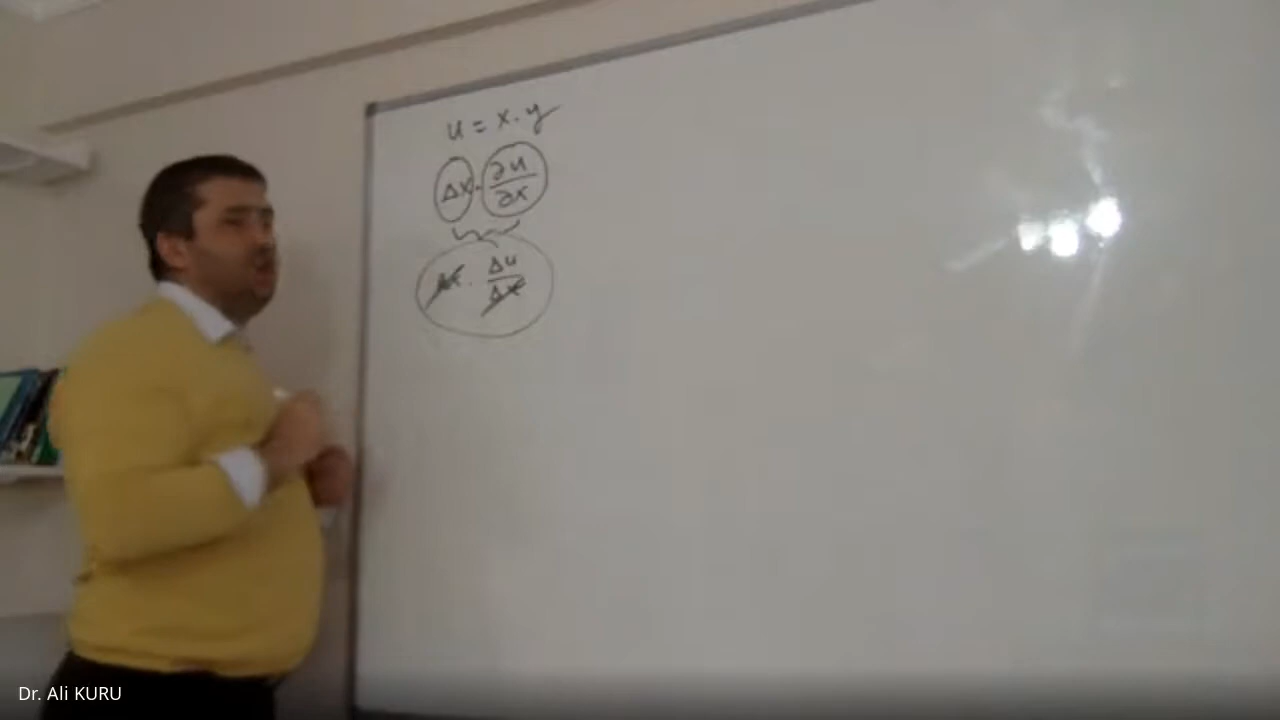 u = x . y
Δx . ∂u/∂x
Δx . Δu/Δx
Dr. Ali KURU